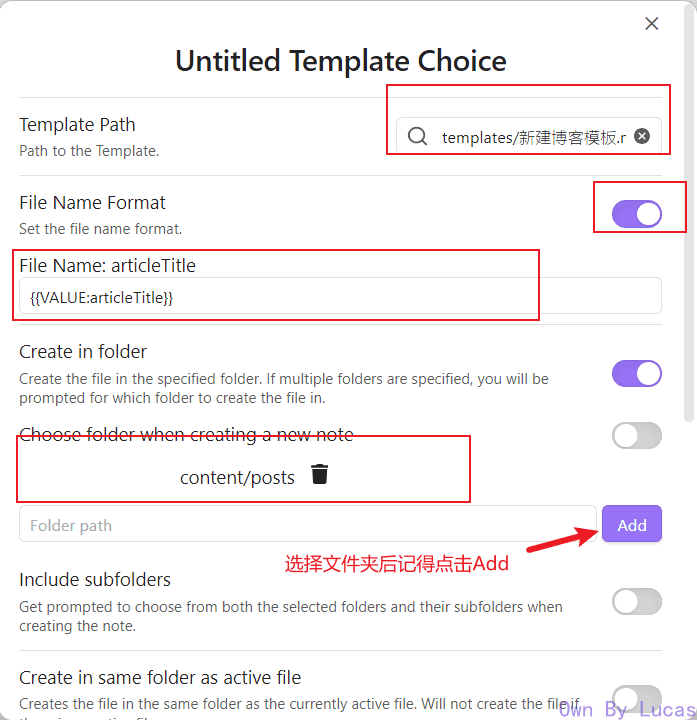 Untitled Template Choice
Template Path
Path to the Template.
templates/新建博客模板.r
File Name Format
Set the file name format.
File Name: articleTitle
{{VALUE:articleTitle}}
Create in folder
Create the file in the specified folder. If multiple folders are specified, you will be
prompted for which folder to create the file in.
Choose folder when creating a new note
content/posts
Folder path
Add
选择文件夹后记得点击Add
Include subfolders
Get prompted to choose from both the selected folders and their subfolders when
creating the note.
Create in same folder as active file
Creates the file in the same folder as the currently active file. Will not create the file if
Own By Lucas